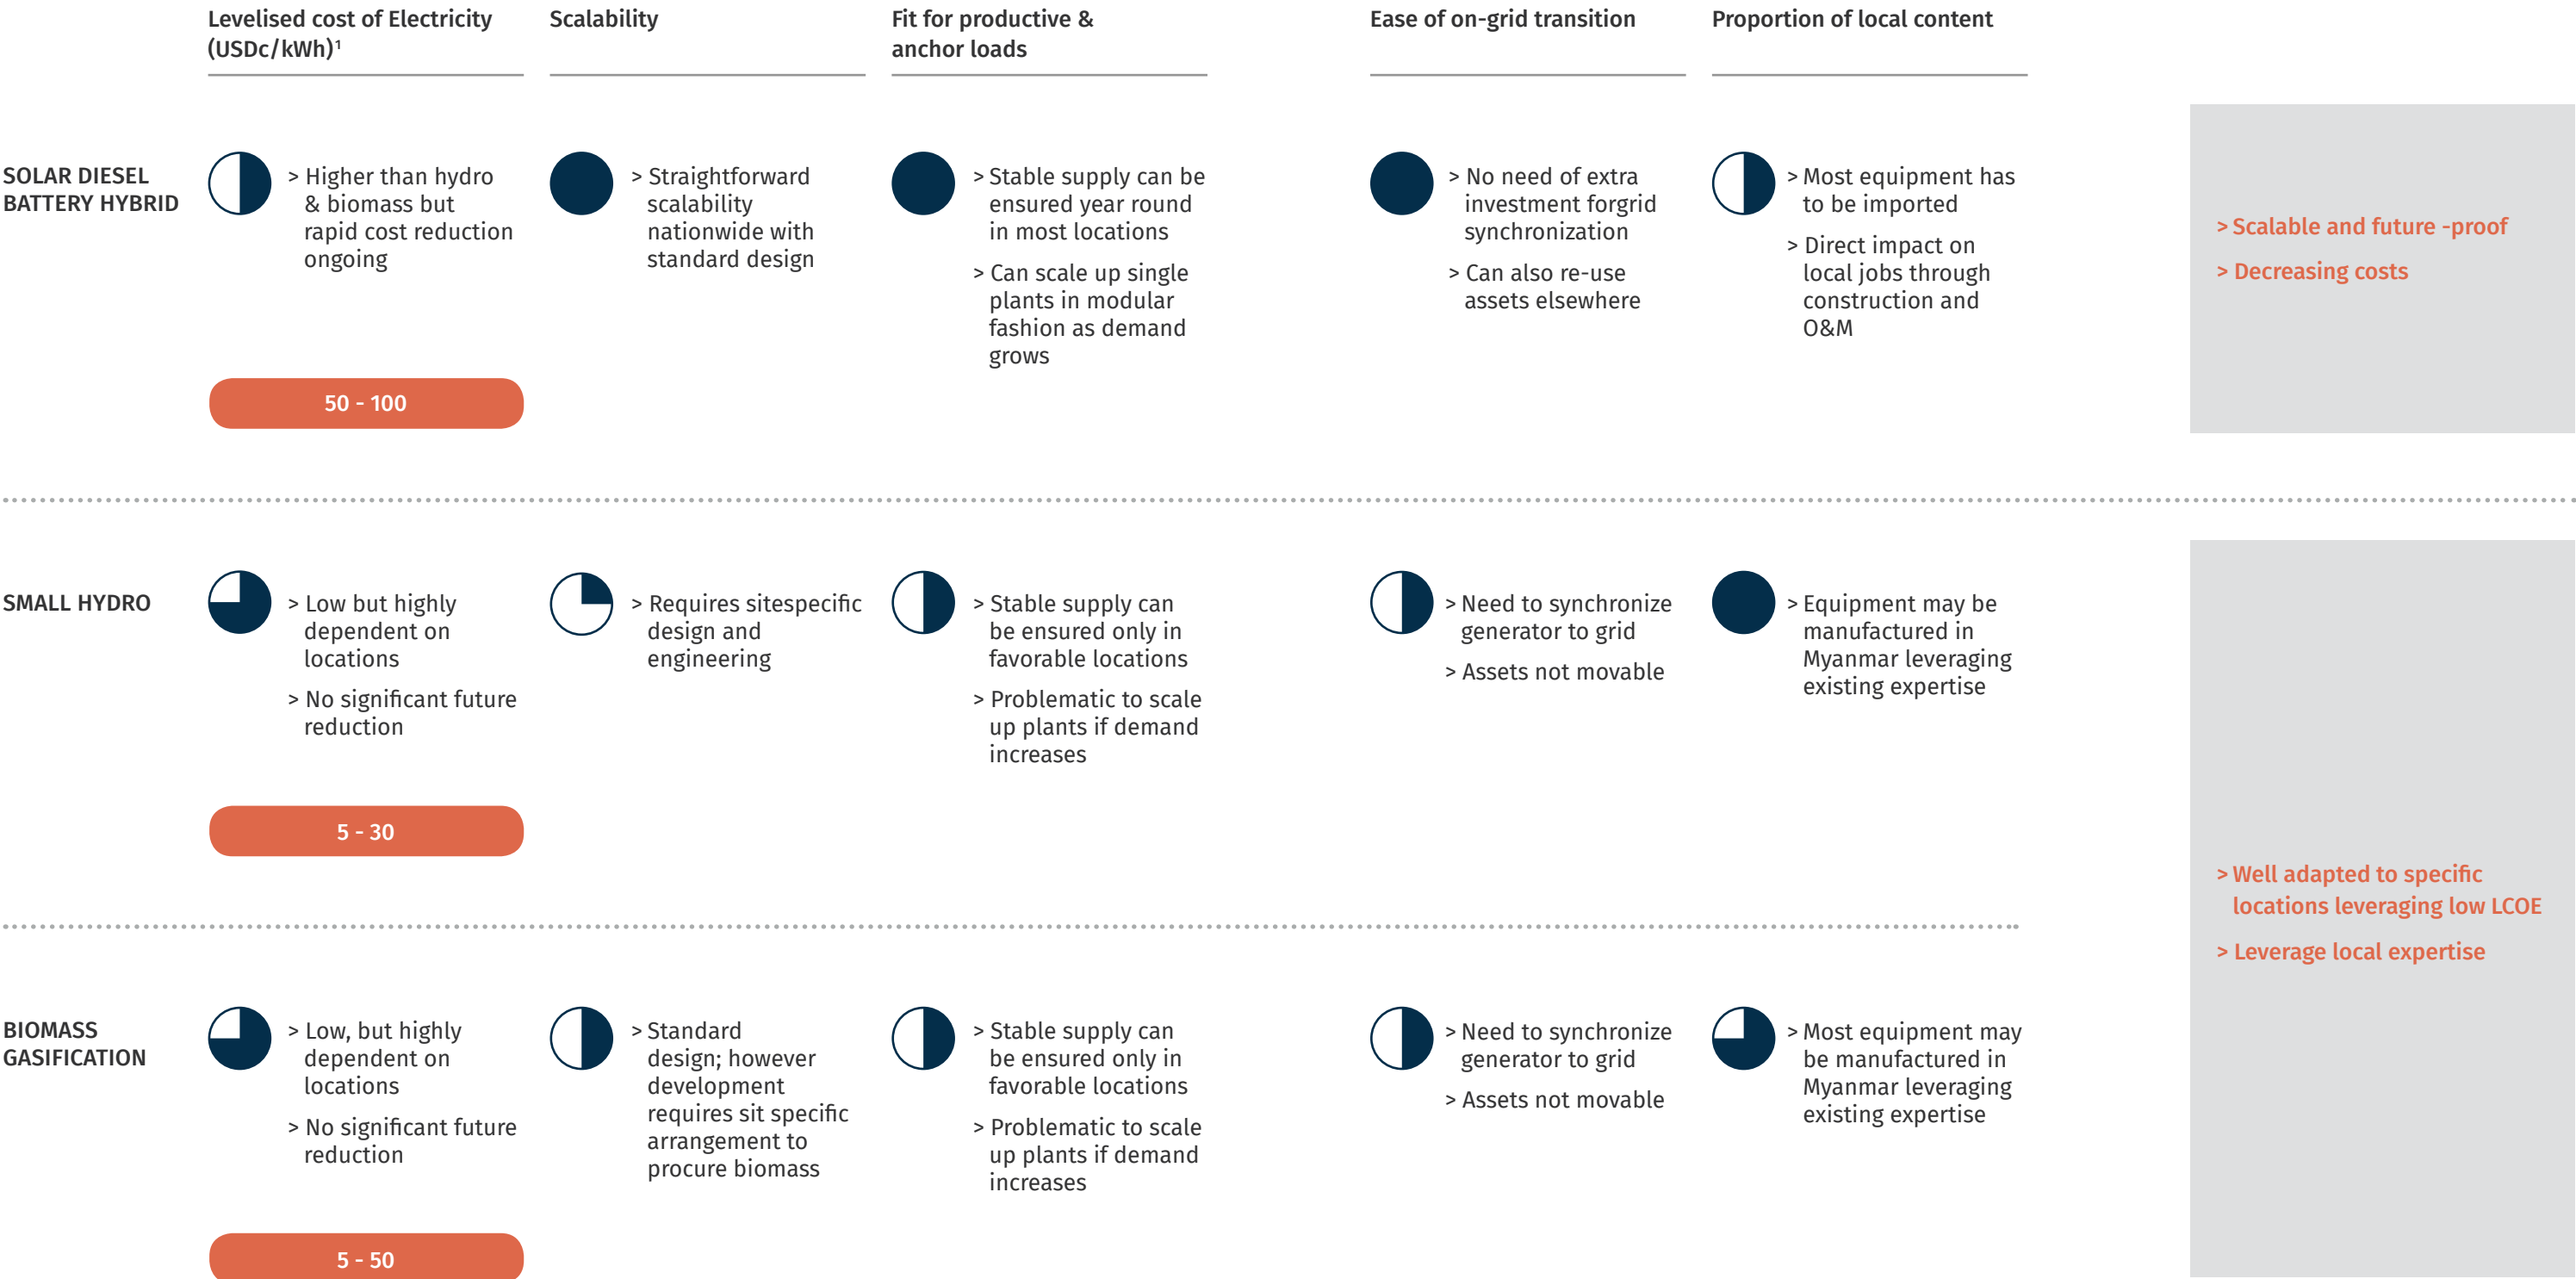 Levelised cost of Electricity
(USDc/kWh)¹
Scalability
Fit for productive &
anchor loads
Ease of on-grid transition
Proportion of local content
SOLAR DIESEL
BATTERY HYBRID
> Higher than hydro
& biomass but
rapid cost reduction
ongoing
50 - 100
> Straightforward
scalability
nationwide with
standard design
> Stable supply can be
ensured year round
in most locations
> Can scale up single
plants in modular
fashion as demand
grows
> No need of extra
investment forgrid
synchronization
> Can also re-use
assets elsewhere
> Most equipment has
to be imported
> Direct impact on
local jobs through
construction and
O&M
> Scalable and future -proof
> Decreasing costs
SMALL HYDRO
> Low but highly
dependent on
locations
> No significant future
reduction
5 - 30
> Requires sitespecific
design and
engineering
> Stable supply can
be ensured only in
favorable locations
> Problematic to scale
up plants if demand
increases
> Need to synchronize
generator to grid
> Assets not movable
> Equipment may be
manufactured in
Myanmar leveraging
existing expertise
> Well adapted to specific
locations leveraging low LCOE
> Leverage local expertise
BIOMASS
GASIFICATION
> Low, but highly
dependent on
locations
> No significant future
reduction
5 - 50
> Standard
design; however
development
requires sit specific
arrangement to
procure biomass
> Stable supply can
be ensured only in
favorable locations
> Problematic to scale
up plants if demand
increases
> Need to synchronize
generator to grid
> Assets not movable
> Most equipment may
be manufactured in
Myanmar leveraging
existing expertise